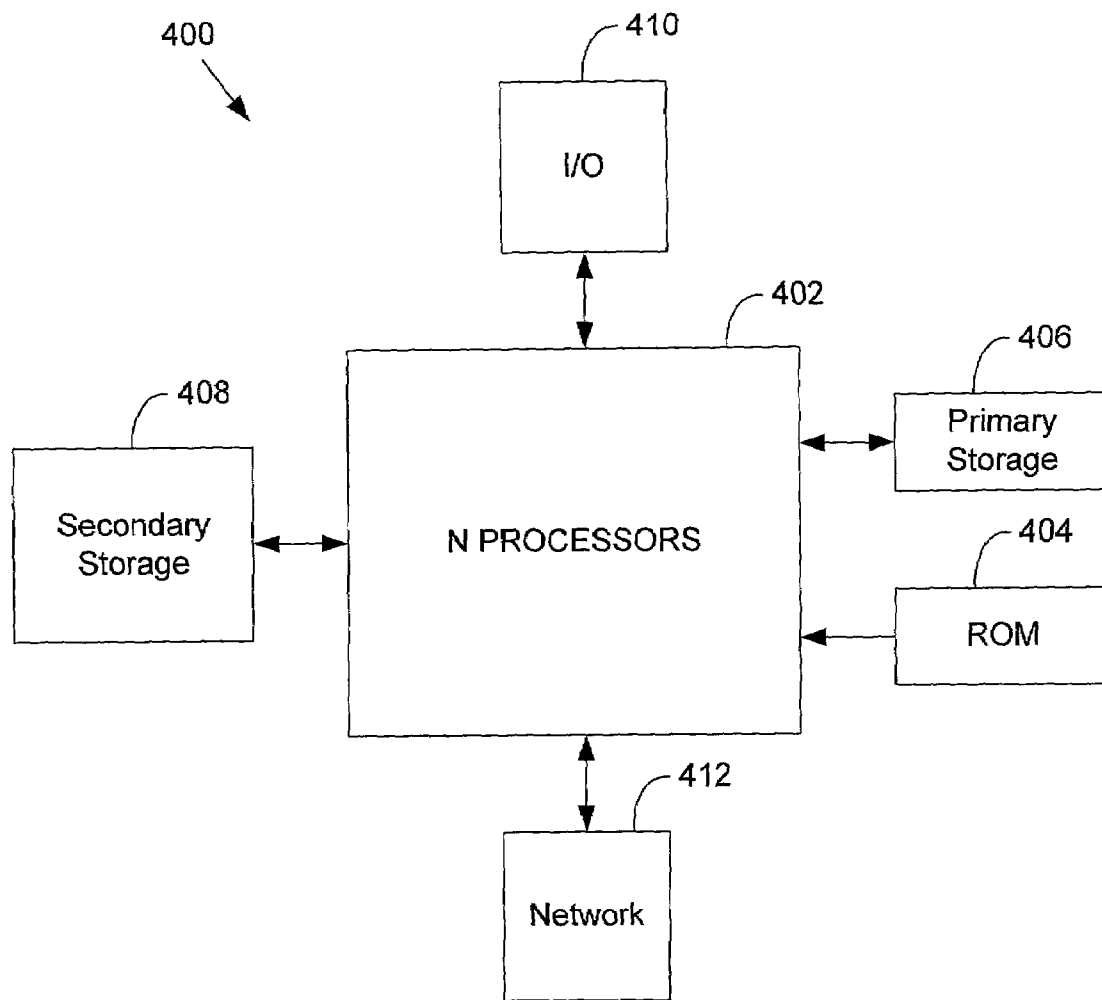 400
410
I/O
402
406
Primary
Storage
408
Secondary
Storage
N PROCESSORS
404
ROM
412
Network